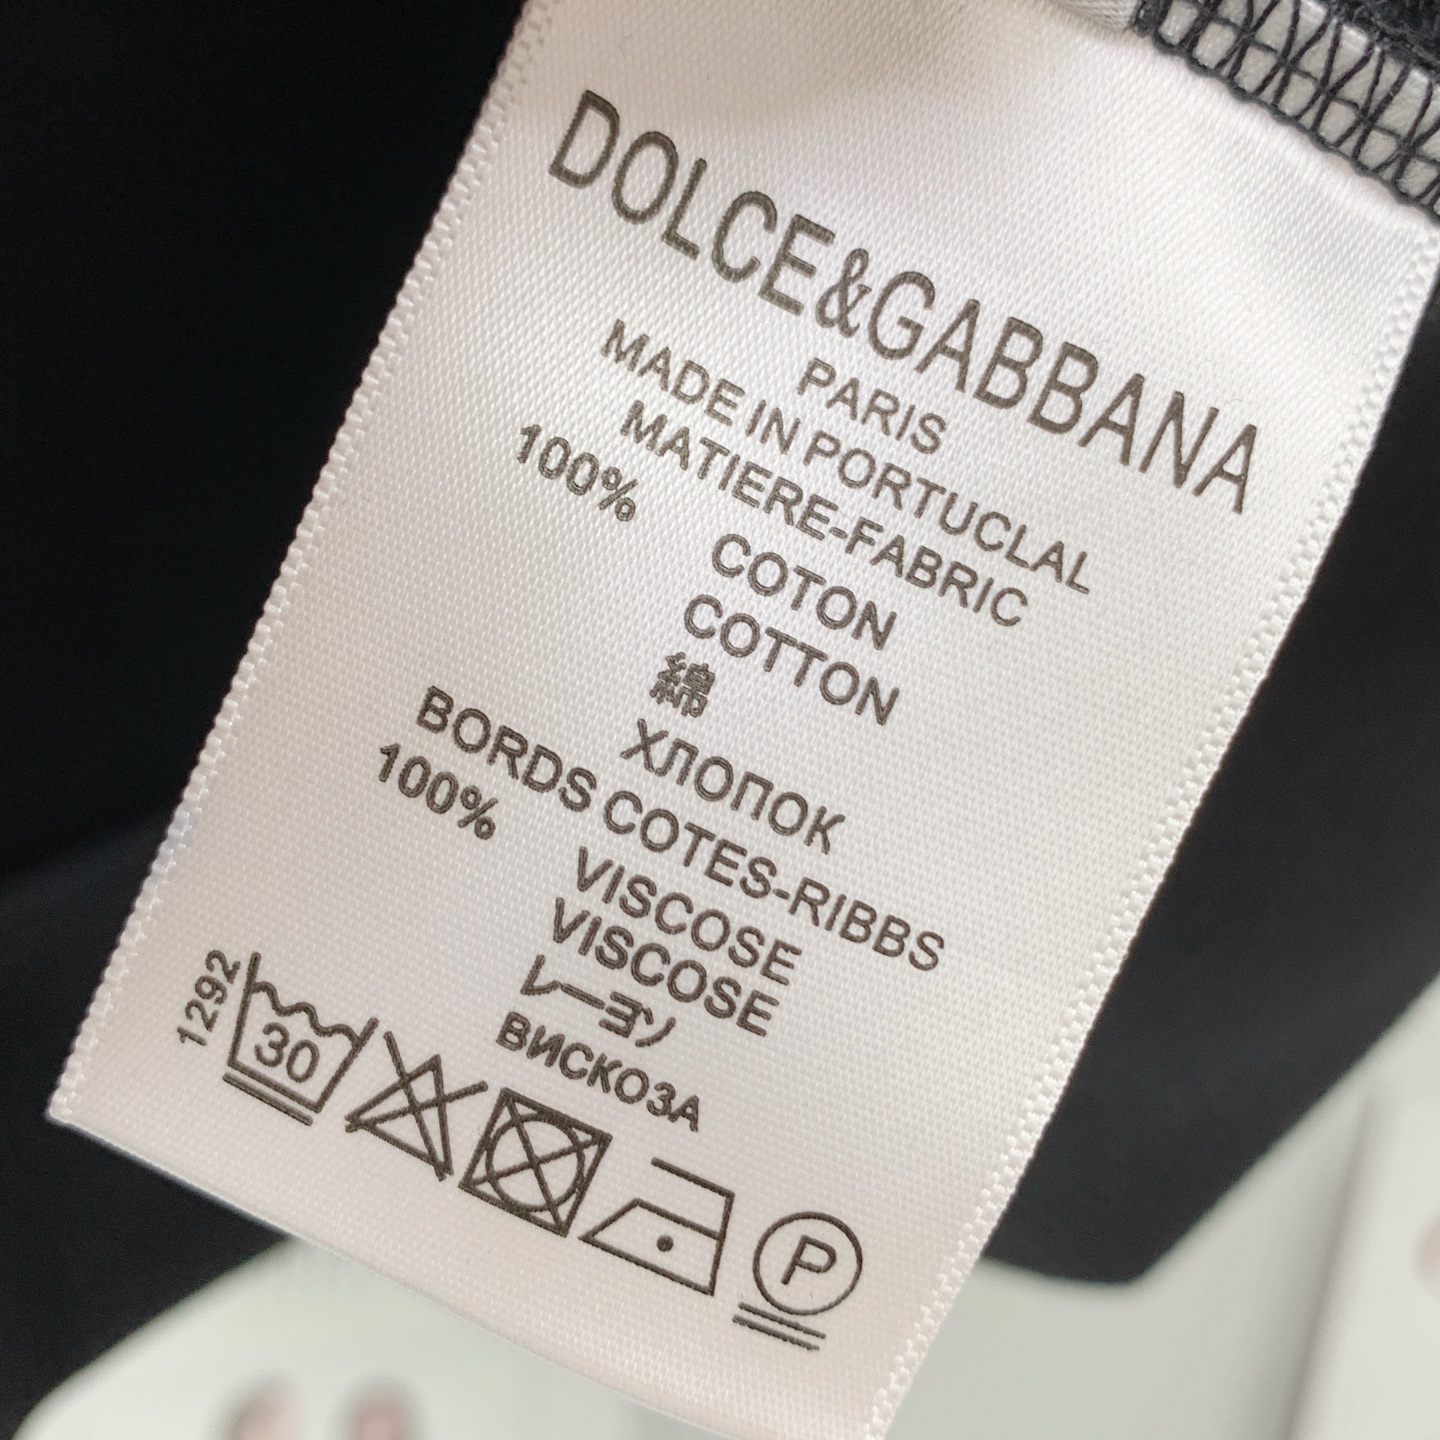 DOLCE&GABBANA
PARIS
MADE IN PORTUCLAL
MATIERE-FABRIC
100%
COTON
COTTON
綿
ХЛОПОК
BORDS COTES-RIBBS
100%
VISCOSE
VISCOSE
レーヨン
ВИСКОЗА
1292
30
P